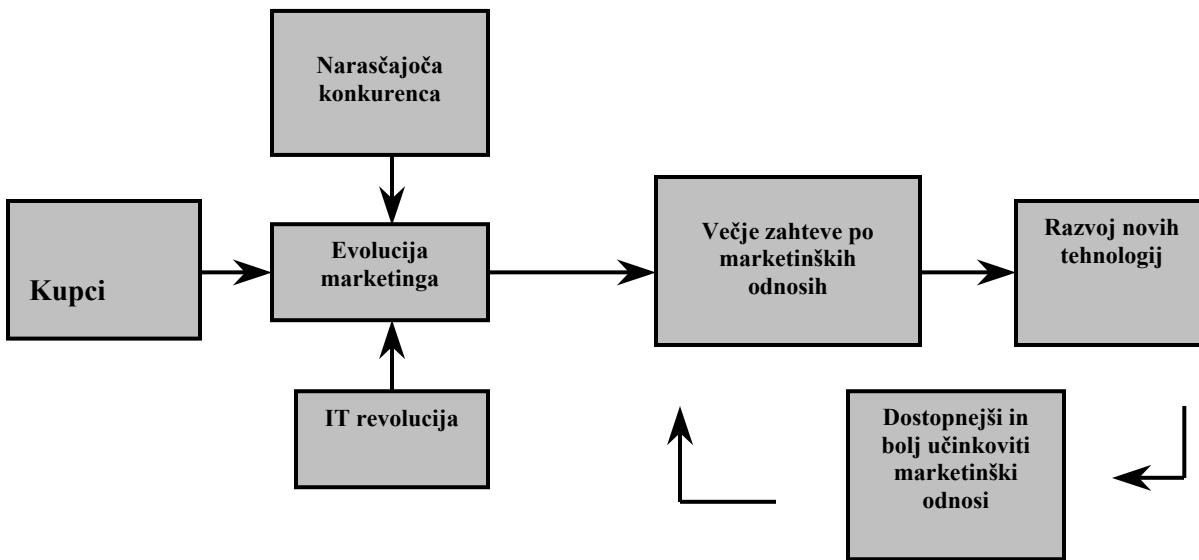 Naraščajoča
konkurenca
Kupci
Evolucija
marketinga
IT revolucija
Večje zahteve po
marketinških
odnosih
Razvoj novih
tehnologij
Dostopnejši in
bolj učinkoviti
marketinški
odnosi